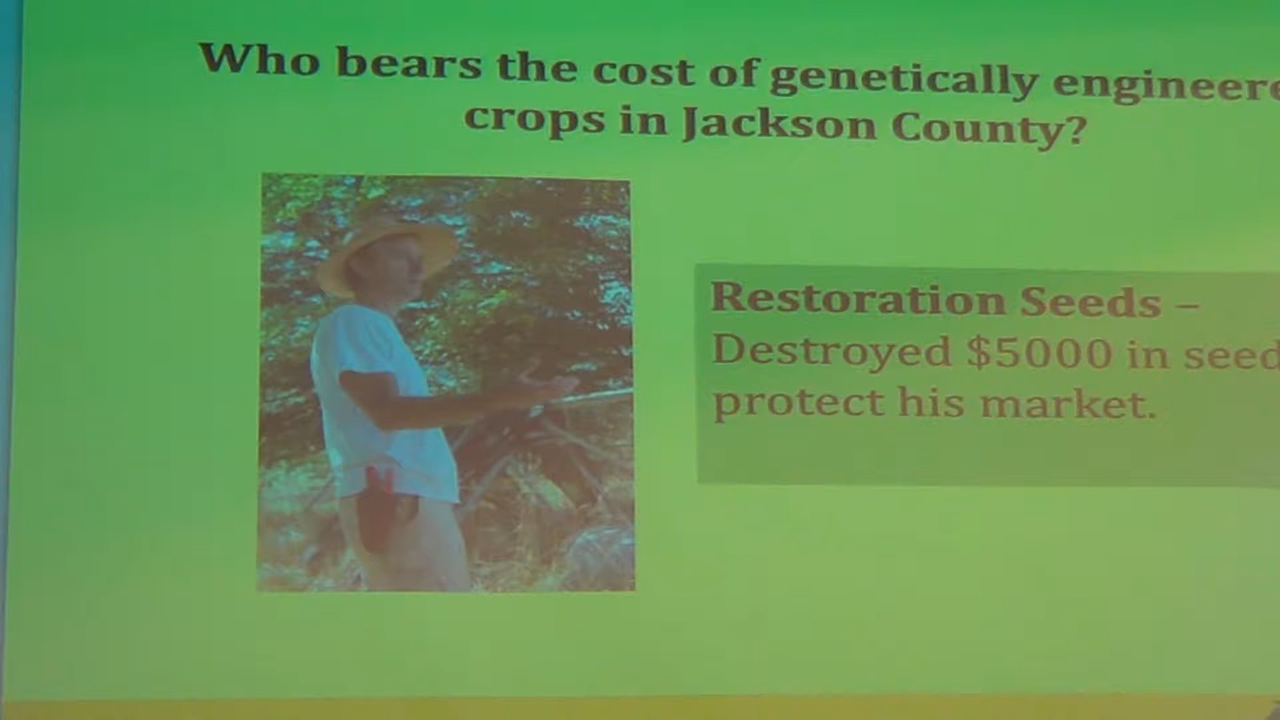 Who bears the cost of genetically engineere
crops in Jackson County?
Restoration Seeds –
Destroyed $5000 in seed
protect his market.